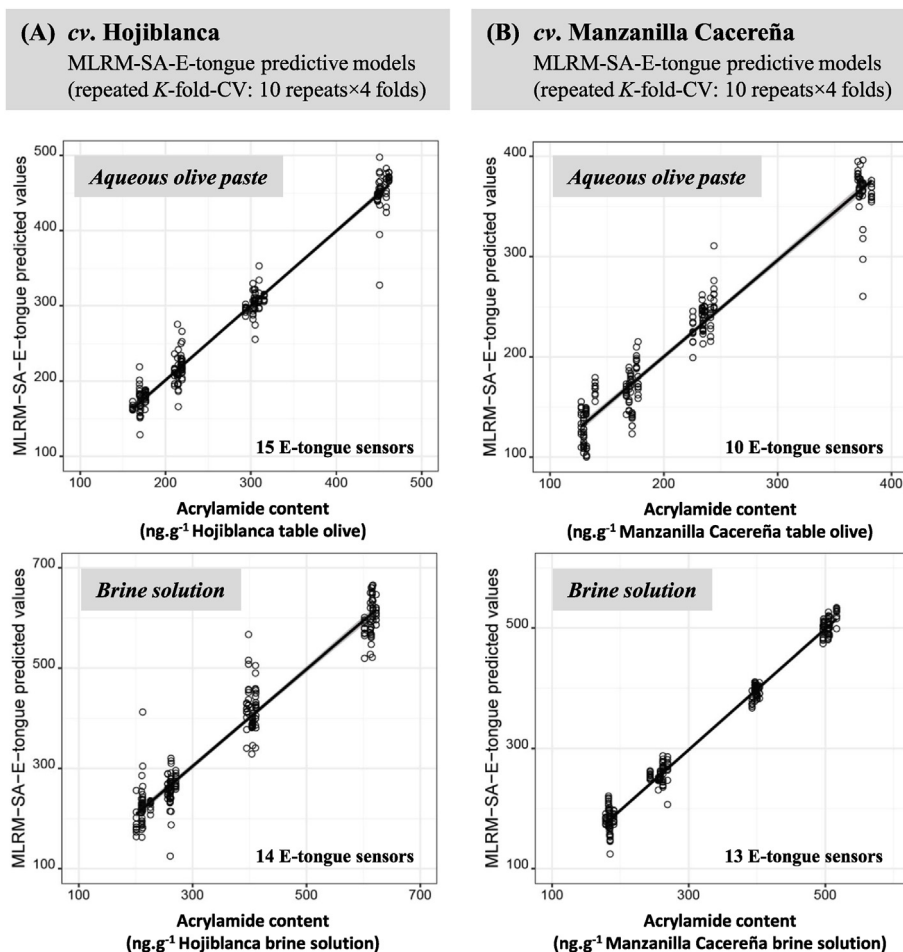 (A) cv. Hojiblanca
MLRM-SA-E-tongue predictive models
(repeated K-fold-CV: 10 repeats×4 folds)
(B) cv. Manzanilla Cacereña
MLRM-SA-E-tongue predictive models
(repeated K-fold-CV: 10 repeats×4 folds)
MLRM−SA−E−tongue predicted values
500
400
300
200
100
Aqueous olive paste
15 E-tongue sensors
100 200 300 400 500
Acrylamide content
(ng.g⁻¹ Hojiblanca table olive)
MLRM−SA−E−tongue predicted values
400
300
200
100
Aqueous olive paste
10 E-tongue sensors
100 200 300 400
Acrylamide content
(ng.g⁻¹ Manzanilla Cacereña table olive)
MLRM−SA−E−tongue predicted values
700
500
300
100
Brine solution
14 E-tongue sensors
100 300 500 700
Acrylamide content
(ng.g⁻¹ Hojiblanca brine solution)
MLRM−SA−E−tongue predicted values
500
300
100
Brine solution
13 E-tongue sensors
100 300 500
Acrylamide content
(ng.g⁻¹ Manzanilla Cacereña brine solution)